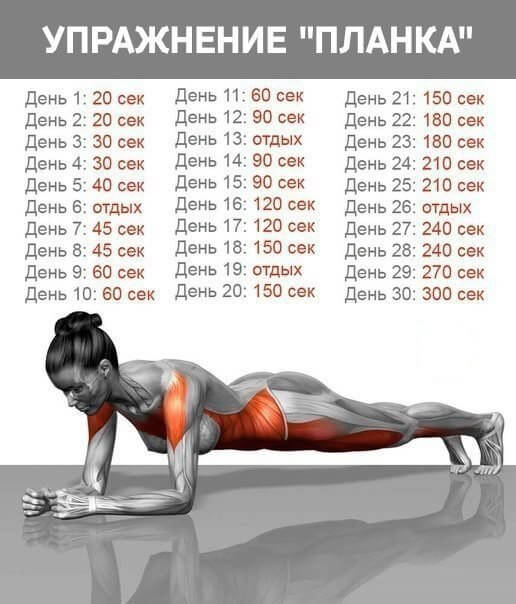 УПРАЖНЕНИЕ "ПЛАНКА"
День 1: 20 сек
День 2: 20 сек
День 3: 30 сек
День 4: 30 сек
День 5: 40 сек
День 6: отдых
День 7: 45 сек
День 8: 45 сек
День 9: 60 сек
День 10: 60 сек
День 11: 60 сек
День 12: 90 сек
День 13: отдых
День 14: 90 сек
День 15: 90 сек
День 16: 120 сек
День 17: 120 сек
День 18: 150 сек
День 19: отдых
День 20: 150 сек
День 21: 150 сек
День 22: 180 сек
День 23: 180 сек
День 24: 210 сек
День 25: 210 сек
День 26: отдых
День 27: 240 сек
День 28: 240 сек
День 29: 270 сек
День 30: 300 сек